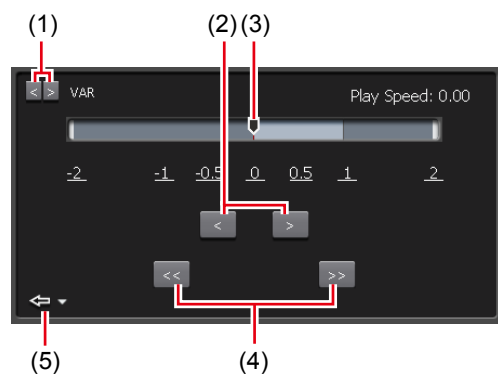 (1) (2) (3)
< > VAR Play Speed: 0.00
-2 -1 -0.5 0 0.5 1 2
< >
<< >>
(5) (4)